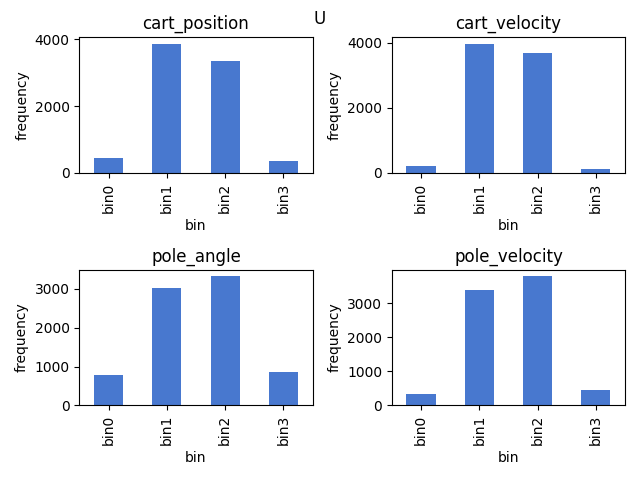 U
cart_position
frequency
4000
2000
0
bin0
bin1
bin2
bin3
bin
cart_velocity
frequency
4000
2000
0
bin0
bin1
bin2
bin3
bin
pole_angle
frequency
3000
2000
1000
0
bin0
bin1
bin2
bin3
bin
pole_velocity
frequency
3000
2000
1000
0
bin0
bin1
bin2
bin3
bin